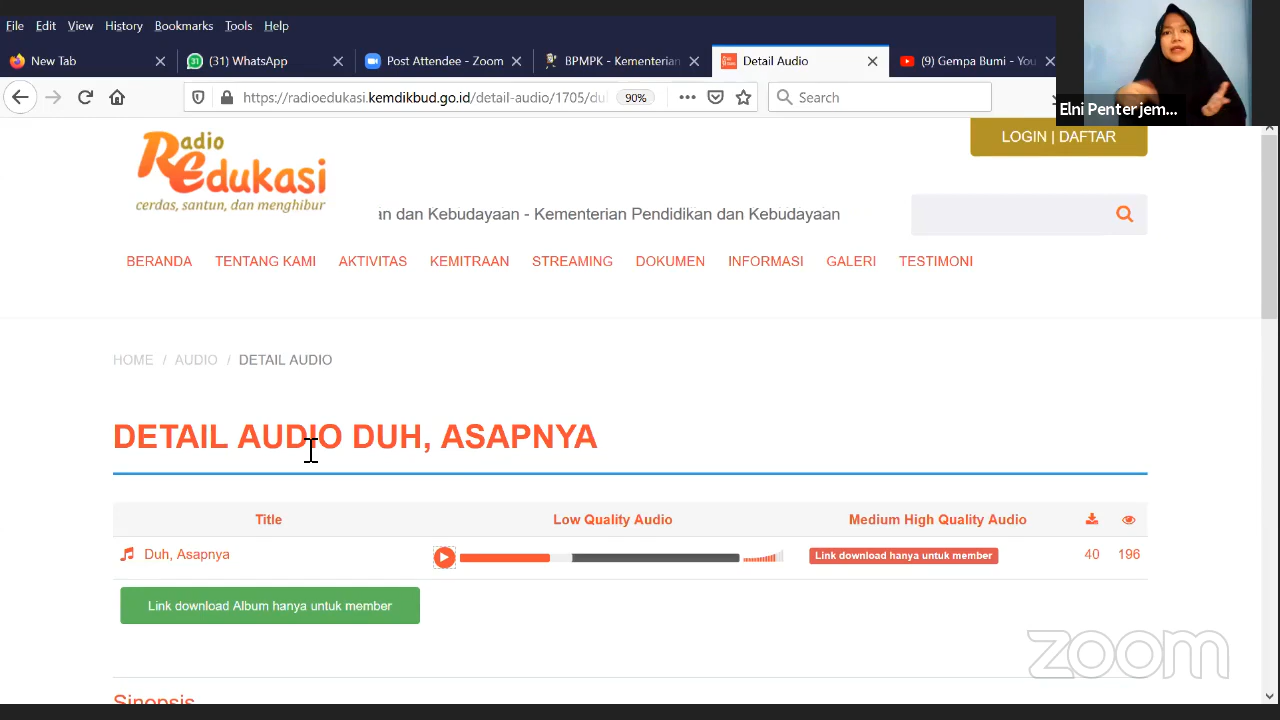 File Edit View History Bookmarks Tools Help
New Tab
(31) WhatsApp
Post Attendee - Zoom
BPMPK - Kementerian
Detail Audio
(9) Gempa Bumi - You
https://radioedukasi.kemdikbud.go.id/detail-audio/1705/du
90%
Search
Elni Penterjem...
Radio Edukasi
cerdas, santun, dan menghibur
LOGIN | DAFTAR
an dan Kebudayaan - Kementerian Pendidikan dan Kebudayaan
BERANDA TENTANG KAMI AKTIVITAS KEMITRAAN STREAMING DOKUMEN INFORMASI GALERI TESTIMONI
HOME / AUDIO / DETAIL AUDIO
DETAIL AUDIO DUH, ASAPNYA
Title Low Quality Audio Medium High Quality Audio
Duh, Asapnya Link download hanya untuk member 40 196
Link download Album hanya untuk member
zoom
Sinopsis